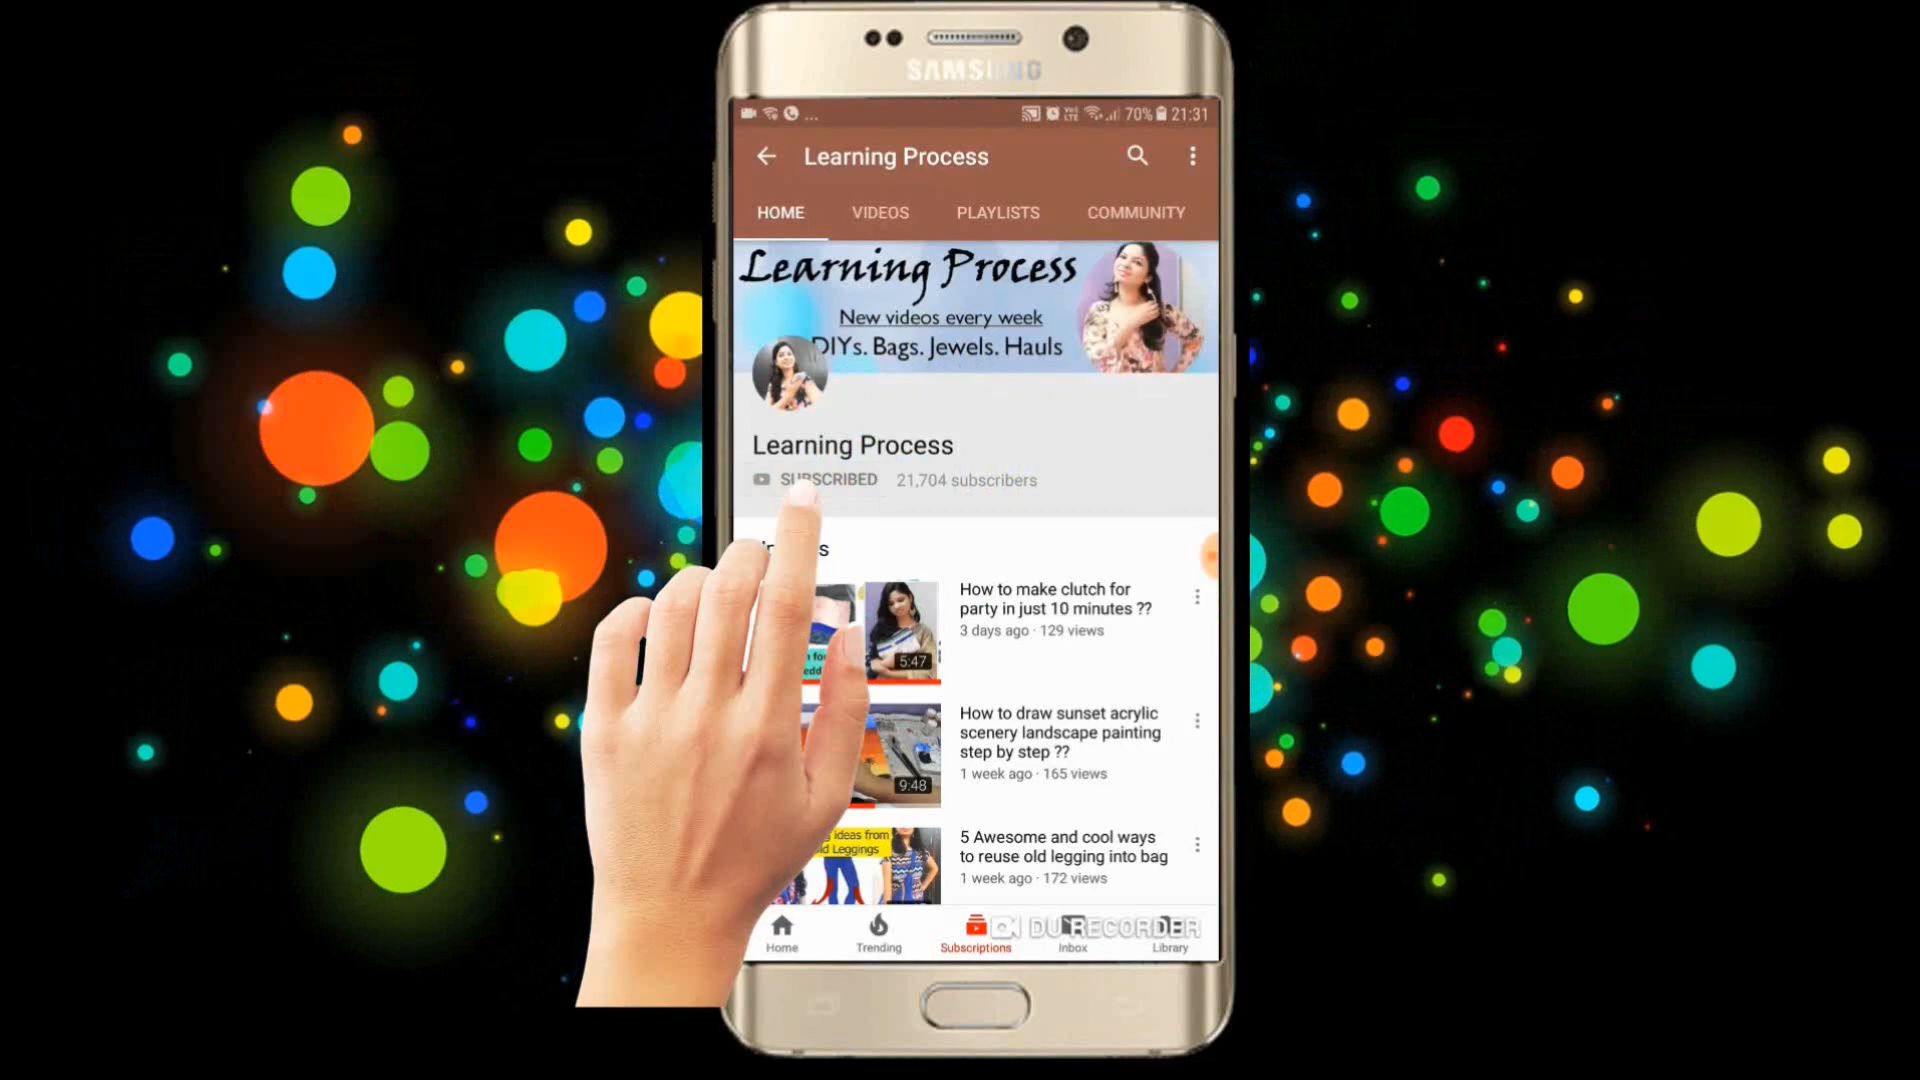 SAMSUNG
... 70% 21:31
Learning Process
HOME VIDEOS PLAYLISTS COMMUNITY
Learning Process
New videos every week
DIYs. Bags. Jewels. Hauls
Learning Process
SUBSCRIBED 21,704 subscribers
How to make clutch for
party in just 10 minutes ??
3 days ago · 129 views
5:47
How to draw sunset acrylic
scenery landscape painting
step by step ??
1 week ago · 165 views
9:48
ideas from
Leggings
5 Awesome and cool ways
to reuse old legging into bag
1 week ago · 172 views
DU RECORDER
Home Trending Subscriptions Inbox Library